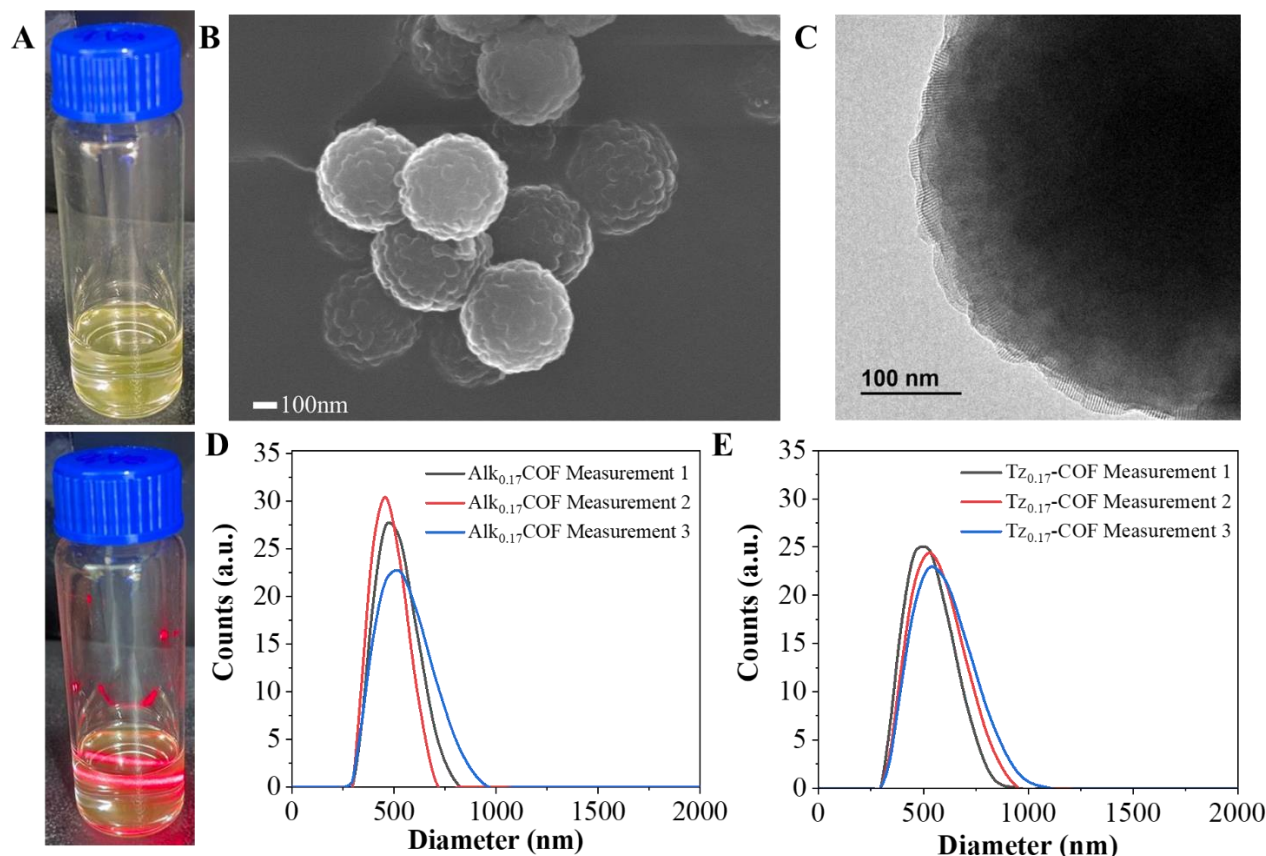 A
B
C
100nm
100 nm
D
35
30
25
20
15
10
5
0
Counts (a.u.)
Alk0.17COF Measurement 1
Alk0.17COF Measurement 2
Alk0.17COF Measurement 3
0
500
1000
1500
2000
Diameter (nm)
E
35
30
25
20
15
10
5
0
Counts (a.u.)
Tz0.17-COF Measurement 1
Tz0.17-COF Measurement 2
Tz0.17-COF Measurement 3
0
500
1000
1500
2000
Diameter (nm)